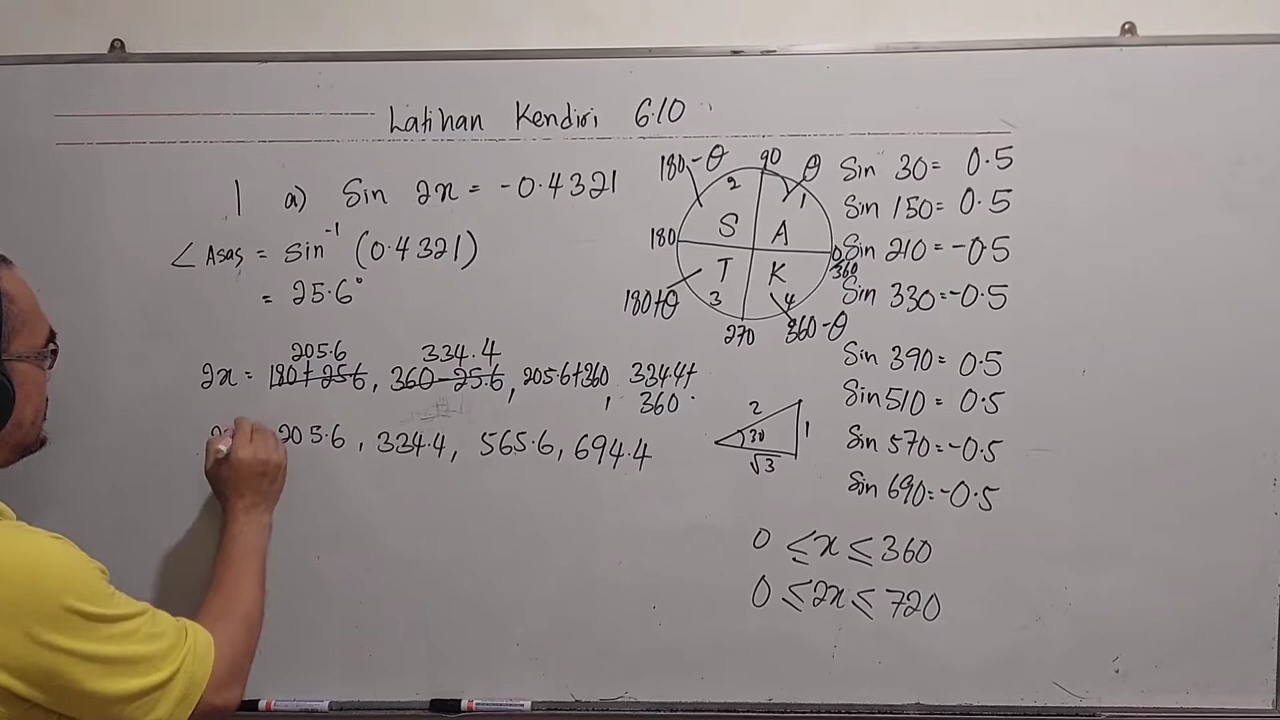 Latihan Kendiri 6.10
1 a) Sin 2x = -0.4321
∠ Asas = sin⁻¹ (0.4321)
= 25.6°
205.6 334.4
2x = 180+25.6, 360-25.6, 205.6+360, 334.4+
360
205.6, 334.4, 565.6, 694.4
180-θ 90 θ
2 1
S A
180 0
360
T K
3 4
180+θ 270 360-θ
2 1
30
√3
Sin 30 = 0.5
Sin 150 = 0.5
Sin 210 = -0.5
Sin 330 = -0.5
Sin 390 = 0.5
Sin 510 = 0.5
Sin 570 = -0.5
Sin 690 = -0.5
0 ≤ x ≤ 360
0 ≤ 2x ≤ 720